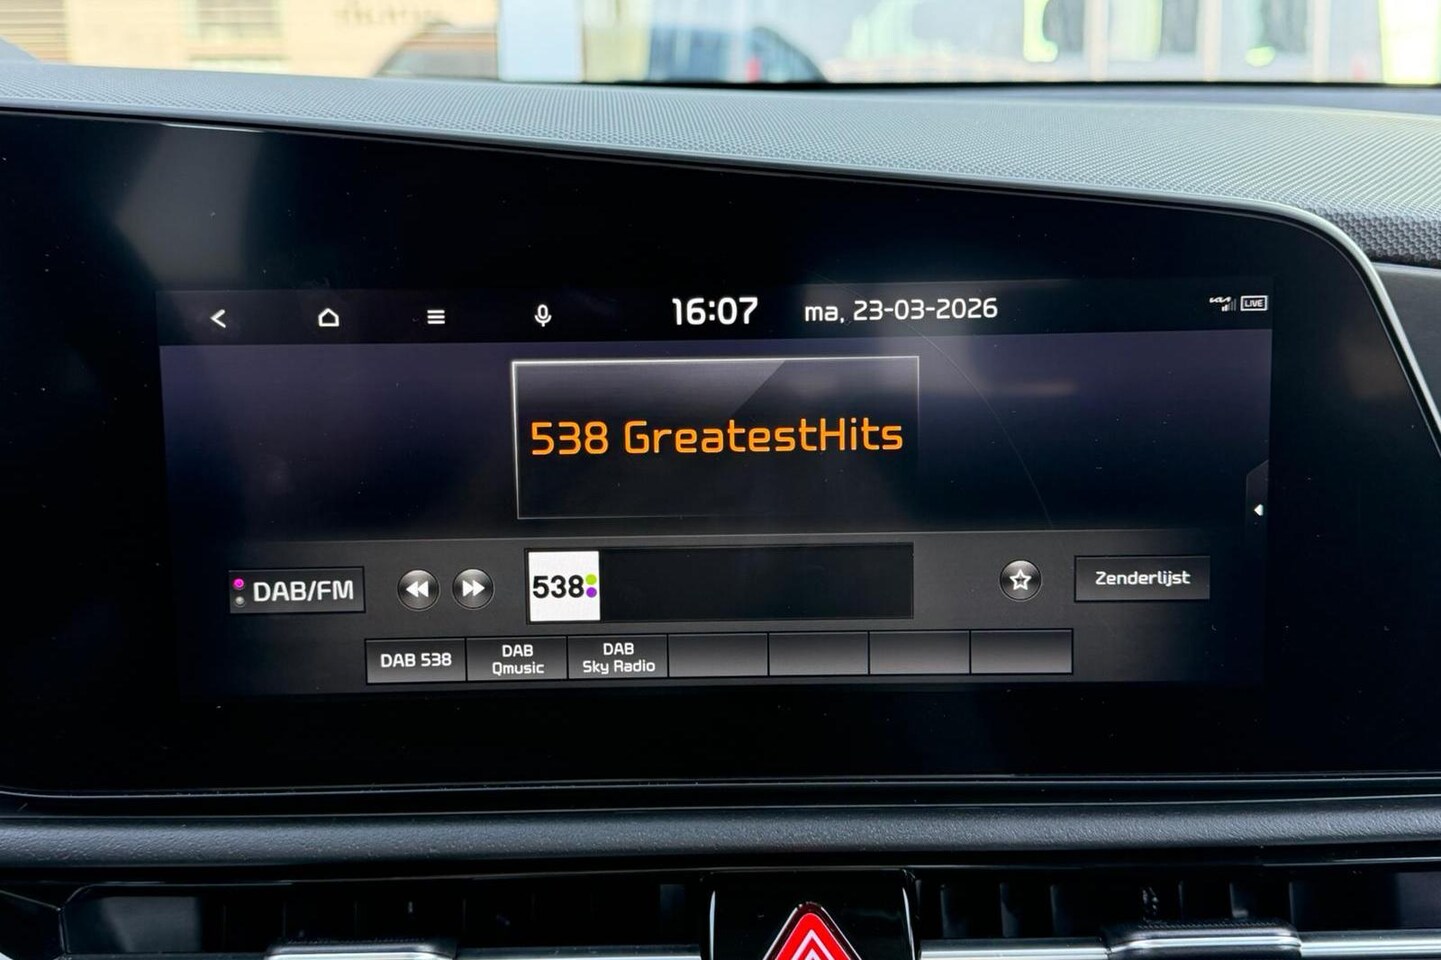 16:07 ma, 23-03-2026
LIVE
538 GreatestHits
DAB/FM
538
Zenderlijst
DAB 538
DAB
Qmusic
DAB
Sky Radio